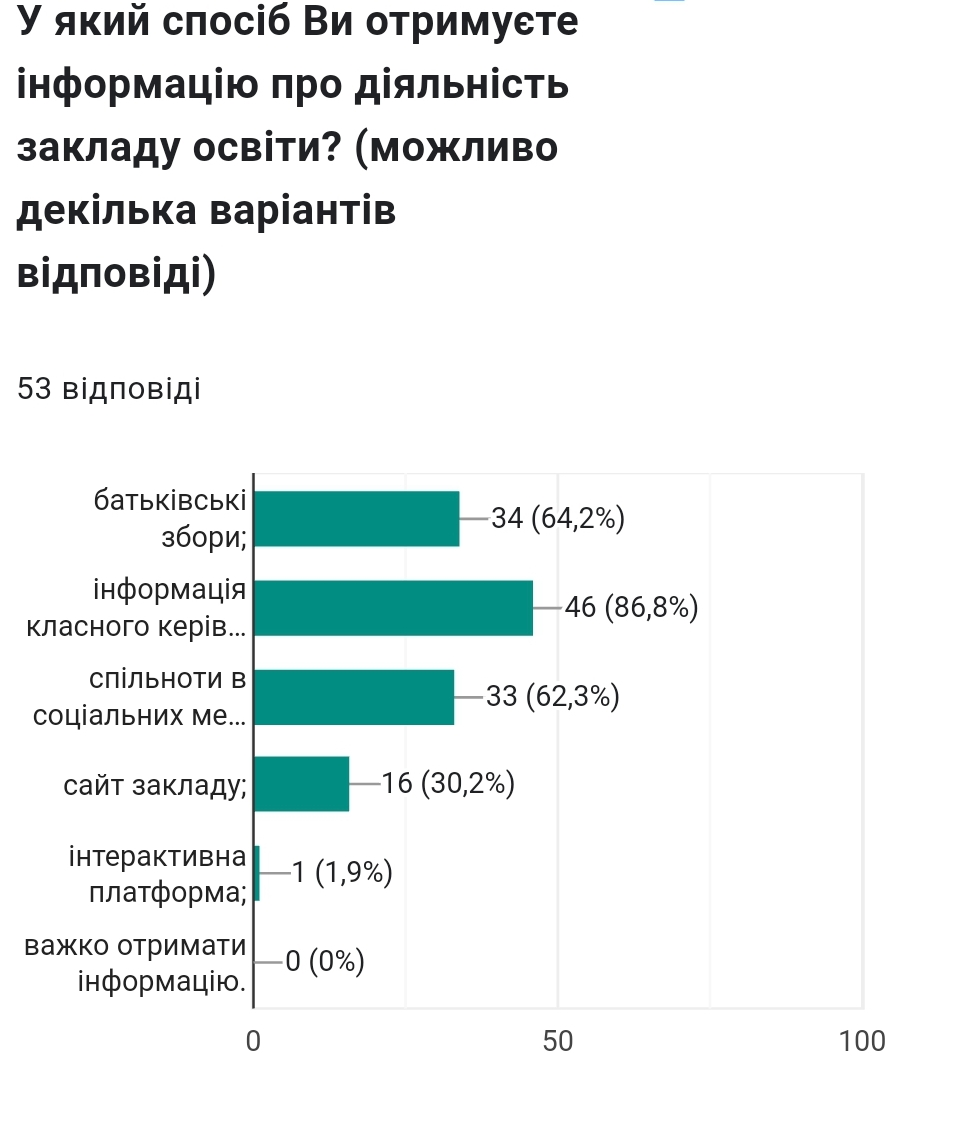 У який спосіб Ви отримуєте
інформацію про діяльність
закладу освіти? (можливо
декілька варіантів
відповіді)
53 відповіді
батьківські
збори;
34 (64,2%)
інформація
класного керів...
46 (86,8%)
спільноти в
соціальних ме...
33 (62,3%)
сайт закладу;
16 (30,2%)
інтерактивна
платформа;
1 (1,9%)
важко отримати
інформацію.
0 (0%)
0 50 100